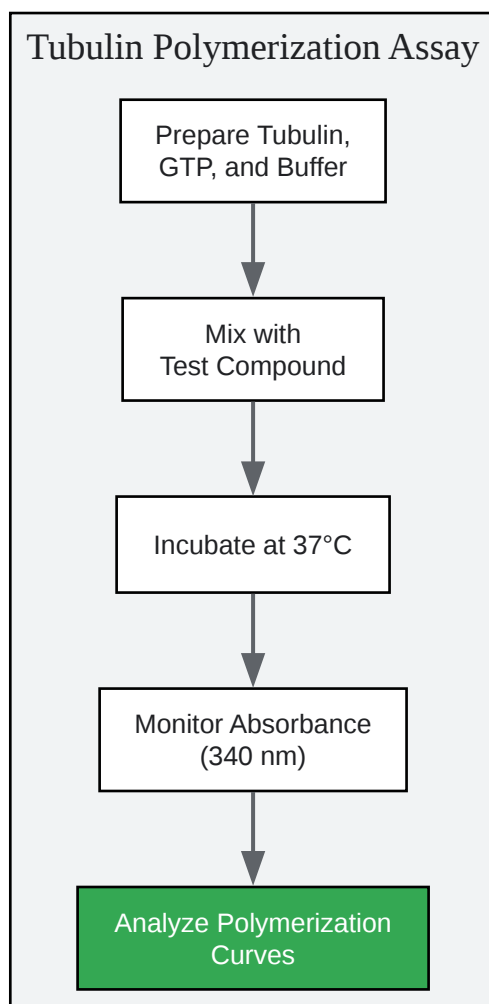 Tubulin Polymerization Assay
Prepare Tubulin,
GTP, and Buffer
Mix with
Test Compound
Incubate at 37°C
Monitor Absorbance
(340 nm)
Analyze Polymerization
Curves